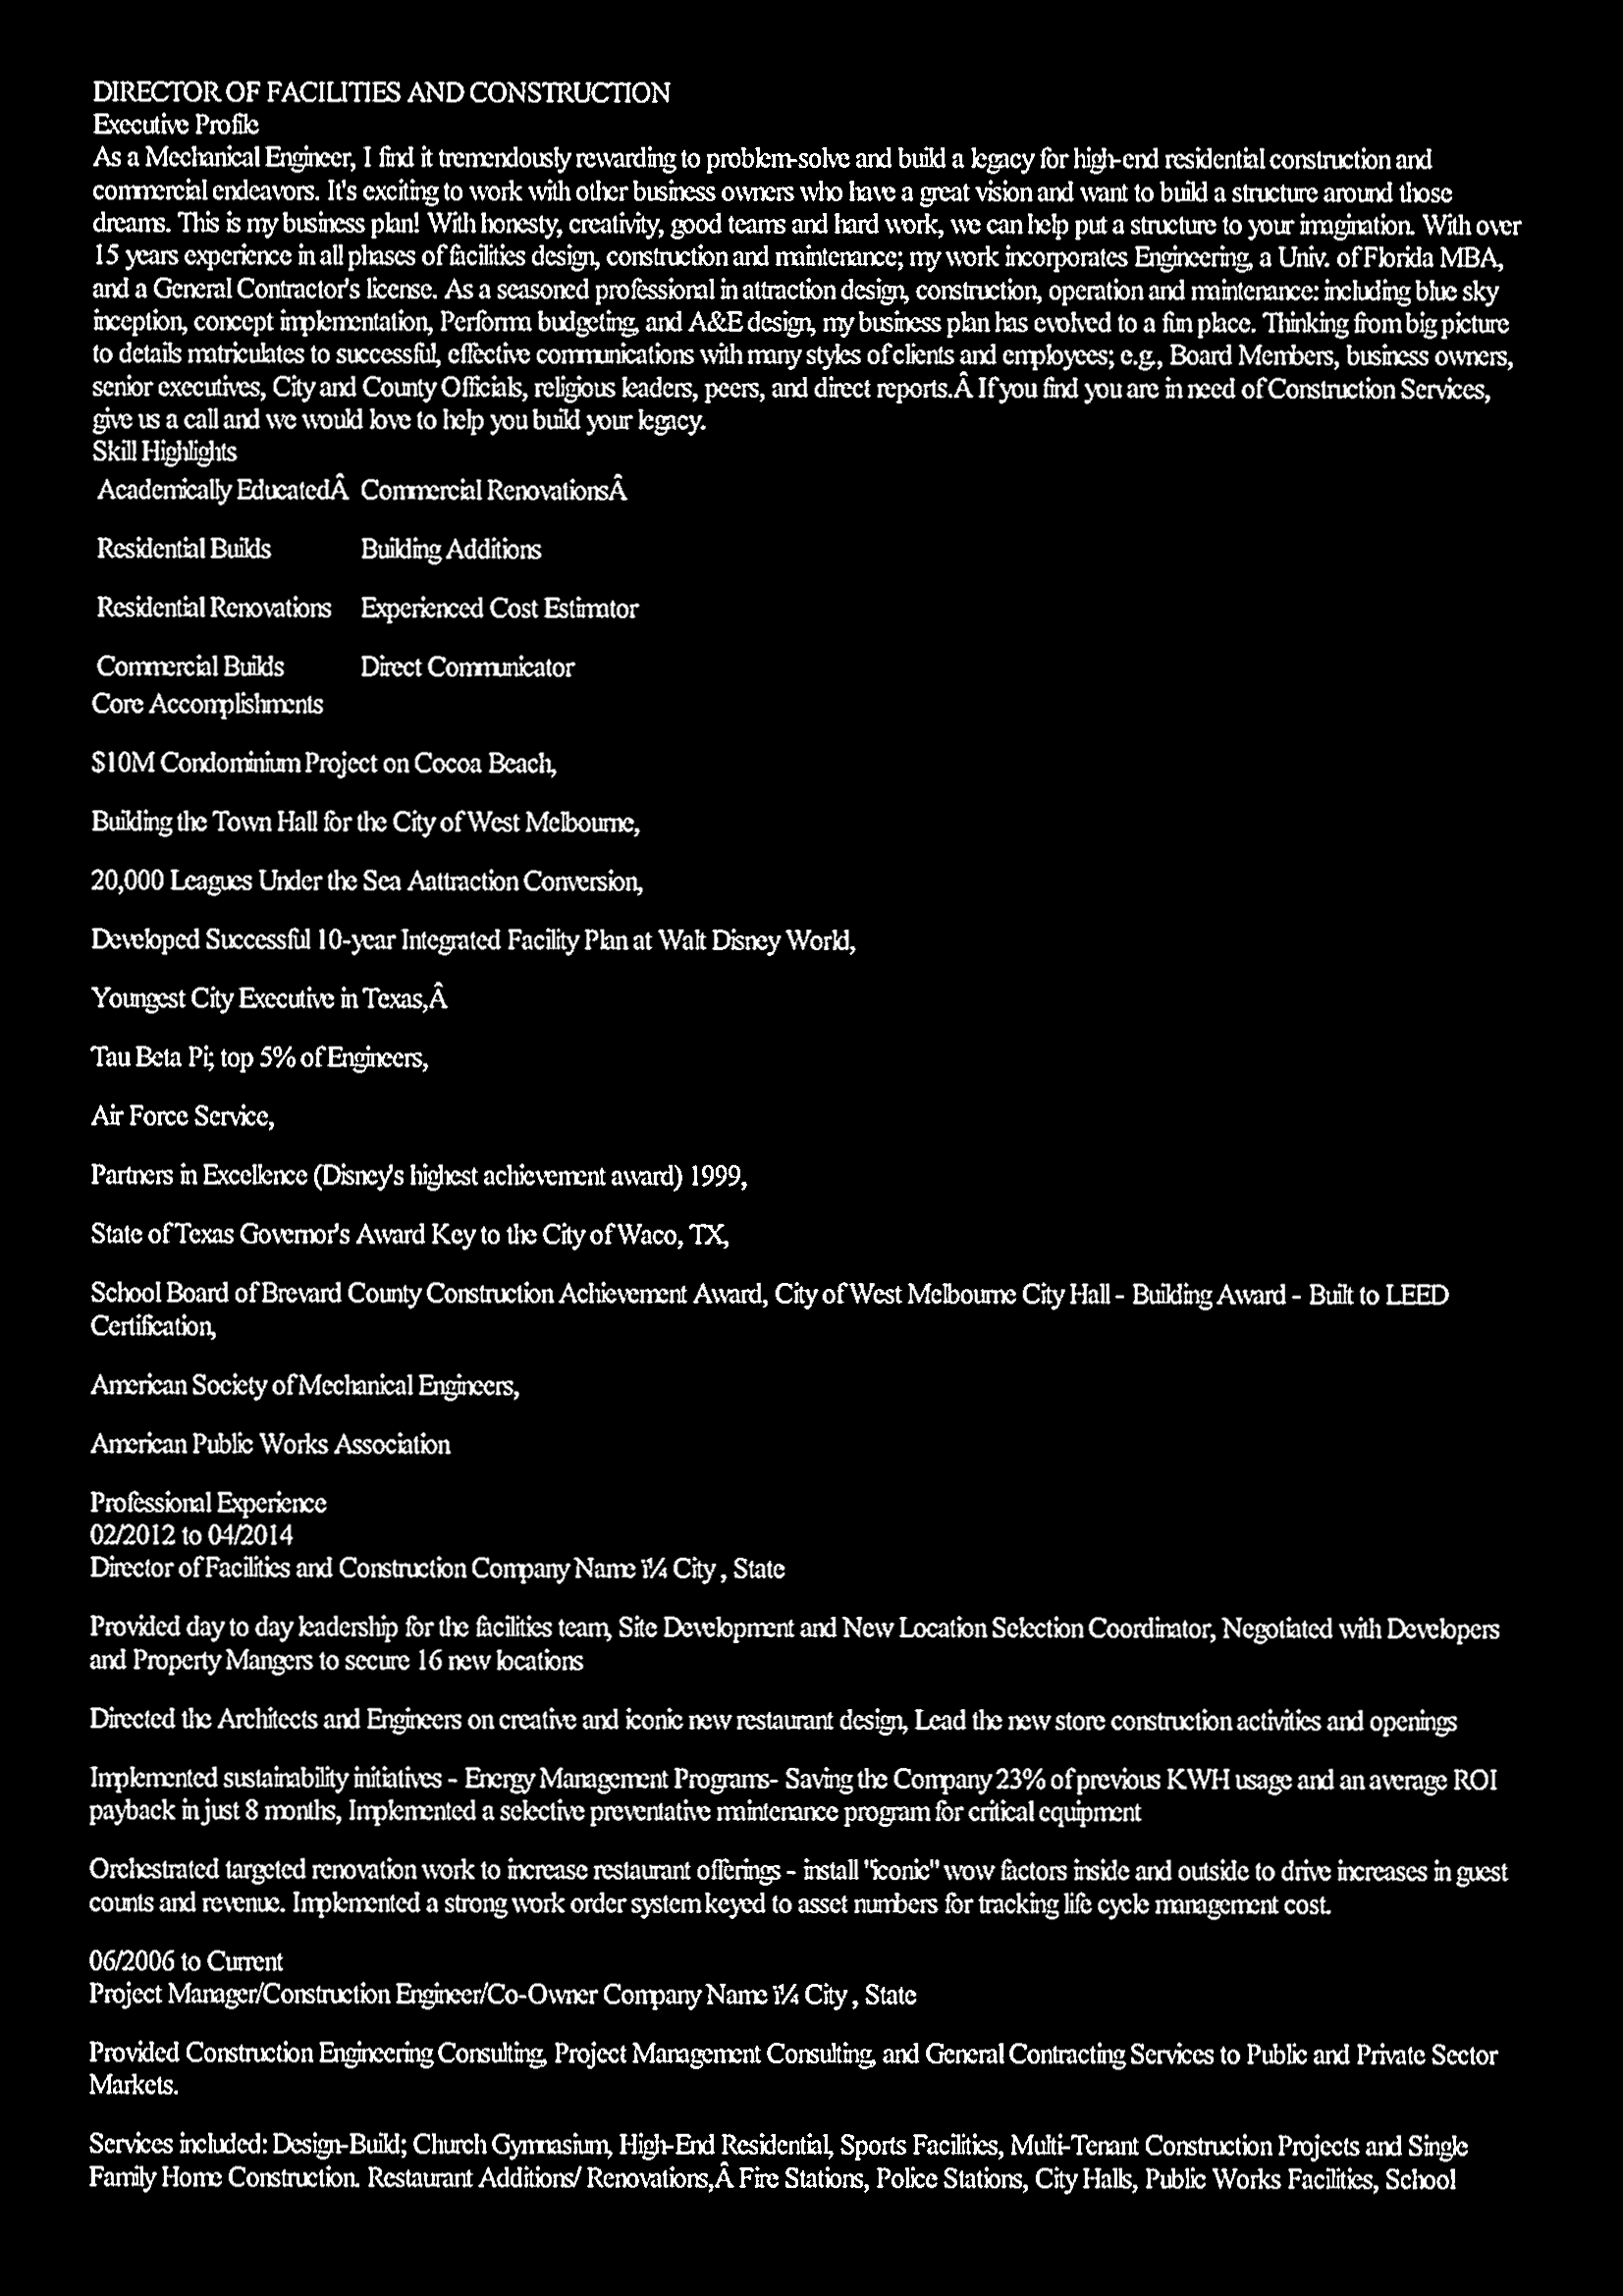 DIRECTOR OF FACILITIES AND CONSTRUCTION
Executive Profile
As a Mechanical Engineer, I find it tremendously rewarding to problem-solve and build a legacy for high-end residential construction and
commercial endeavors. It's exciting to work with other business owners who have a great vision and want to build a structure around those
dreams. This is my business plan! With honesty, creativity, good teams and hard work, we can help put a structure to your imagination. With over
15 years experience in all phases of facilities design, construction and maintenance; my work incorporates Engineering, a Univ. of Florida MBA,
and a General Contractor's license. As a seasoned professional in attraction design, construction, operation and maintenance: including blue sky
inception, concept implementation, Performa budgeting, and A&E design, my business plan has evolved to a fun place. Thinking from big picture
to details matriculates to successful, effective communications with many styles of clients and employees; e.g., Board Members, business owners,
senior executives, City and County Officials, religious leaders, peers, and direct reports.Â If you find you are in need of Construction Services,
give us a call and we would love to help you build your legacy.
Skill Highlights
Academically EducatedÂ Commercial RenovationsÂ
Residential Builds Building Additions
Residential Renovations Experienced Cost Estimator
Commercial Builds Direct Communicator
Core Accomplishments
$10M Condominium Project on Cocoa Beach,
Building the Town Hall for the City of West Melbourne,
20,000 Leagues Under the Sea Aattraction Conversion,
Developed Successful 10-year Integrated Facility Plan at Walt Disney World,
Youngest City Executive in Texas,Â
Tau Beta Pi; top 5% of Engineers,
Air Force Service,
Partners in Excellence (Disney's highest achievement award) 1999,
State of Texas Governor's Award Key to the City of Waco, TX,
School Board of Brevard County Construction Achievement Award, City of West Melbourne City Hall - Building Award - Built to LEED
Certification,
American Society of Mechanical Engineers,
American Public Works Association
Professional Experience
02/2012 to 04/2014
Director of Facilities and Construction Company Name ï¼ City , State
Provided day to day leadership for the facilities team, Site Development and New Location Selection Coordinator, Negotiated with Developers
and Property Mangers to secure 16 new locations
Directed the Architects and Engineers on creative and iconic new restaurant design, Lead the new store construction activities and openings
Implemented sustainability initiatives - Energy Management Programs- Saving the Company 23% of previous KWH usage and an average ROI
payback in just 8 months, Implemented a selective preventative maintenance program for critical equipment
Orchestrated targeted renovation work to increase restaurant offerings - install "iconic" wow factors inside and outside to drive increases in guest
counts and revenue. Implemented a strong work order system keyed to asset numbers for tracking life cycle management cost.
06/2006 to Current
Project Manager/Construction Engineer/Co-Owner Company Name ï¼ City , State
Provided Construction Engineering Consulting, Project Management Consulting, and General Contracting Services to Public and Private Sector
Markets.
Services included: Design-Build; Church Gymnasium, High-End Residential, Sports Facilities, Multi-Tenant Construction Projects and Single
Family Home Construction. Restaurant Additions/ Renovations,Â Fire Stations, Police Stations, City Halls, Public Works Facilities, School